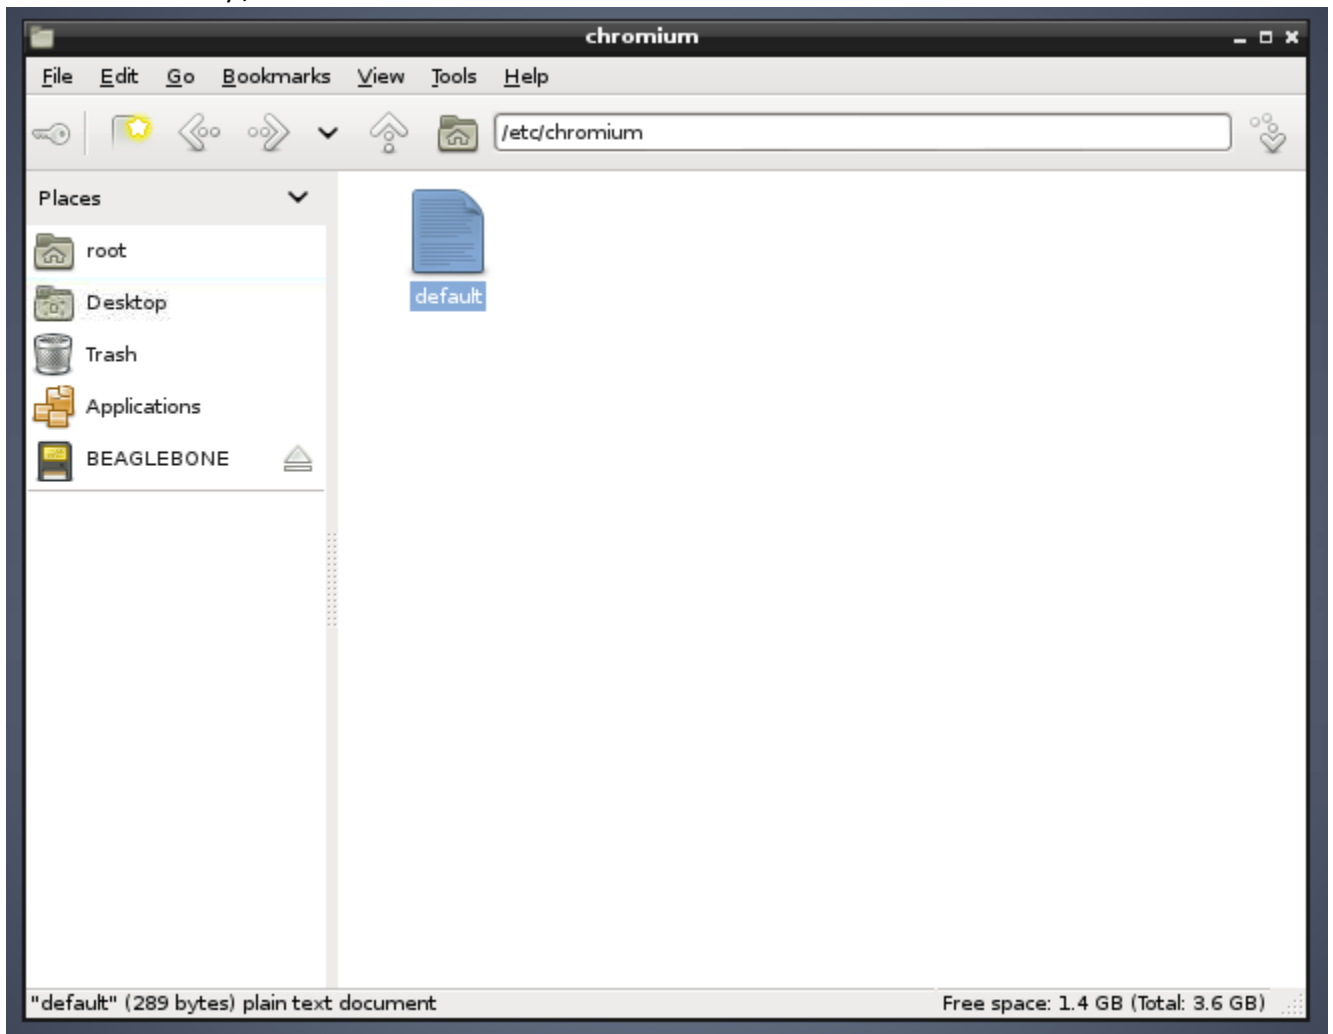 chromium
File Edit Go Bookmarks View Tools Help
/etc/chromium
Places
root
Desktop
Trash
Applications
BEAGLEBONE
default
"default" (289 bytes) plain text document
Free space: 1.4 GB (Total: 3.6 GB)